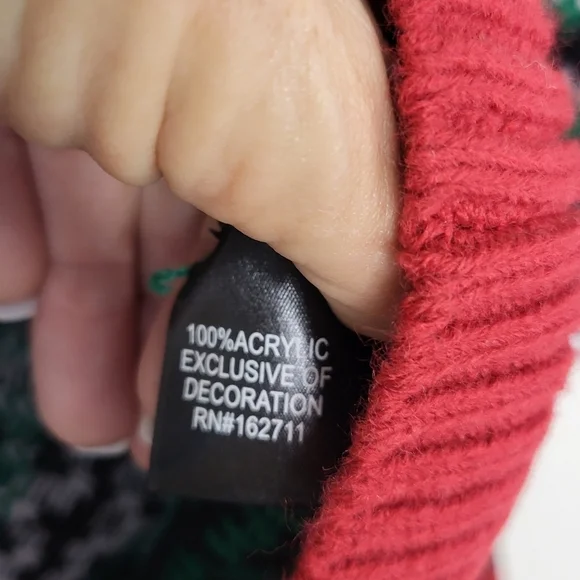 100%ACRYLIC
EXCLUSIVE OF
DECORATION
RN#162711